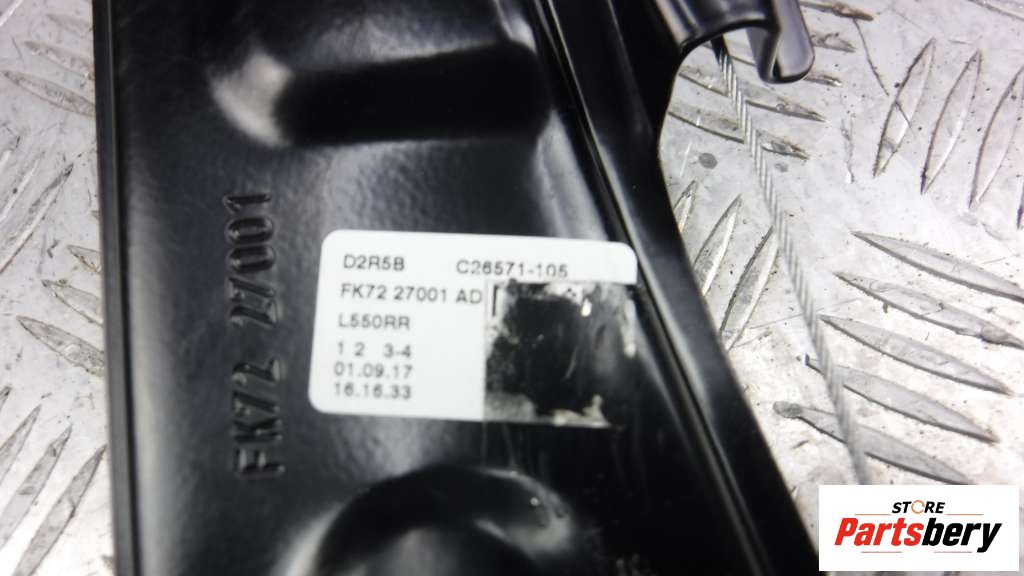 FK72 27001
D2R5B C26571-105
FK72 27001 AD
L550RR
1 2 3-4
01.09.17
16.16.33
STORE
Partsbery